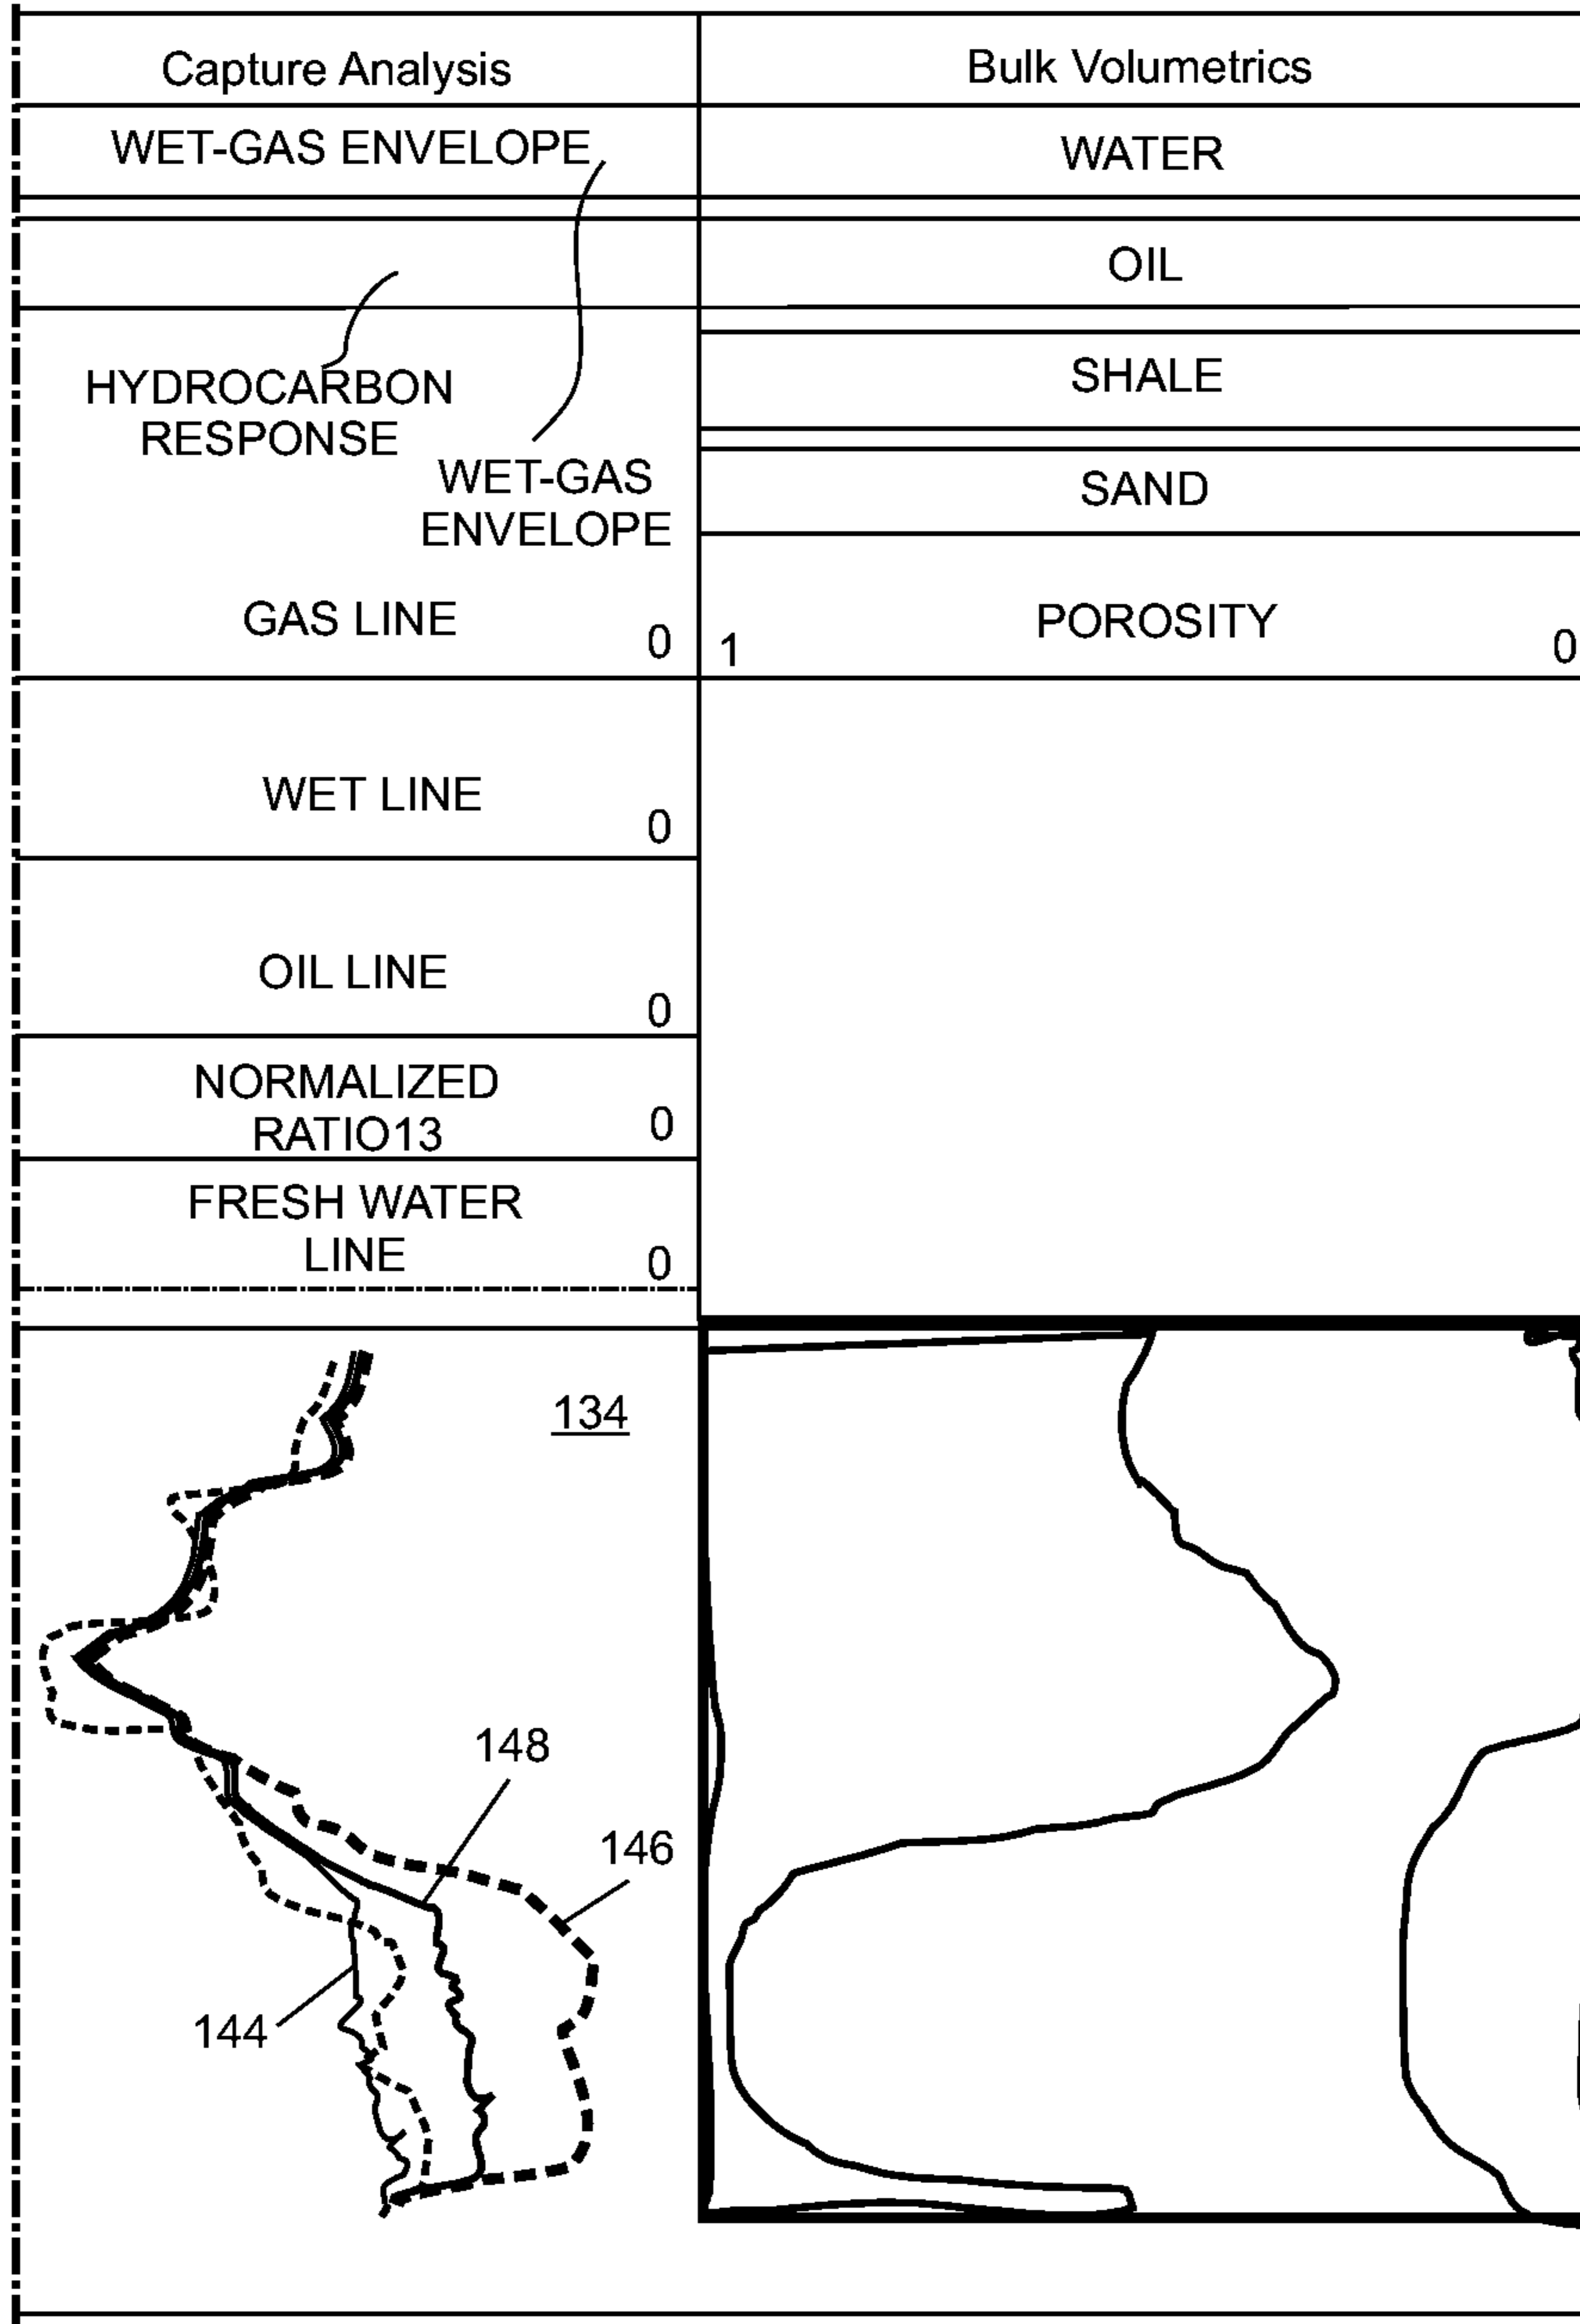 Capture Analysis
Bulk Volumetrics
WET-GAS ENVELOPE
WATER
OIL
HYDROCARBON
RESPONSE
SHALE
WET-GAS
ENVELOPE
SAND
GAS LINE
0
1
POROSITY
0
WET LINE
0
OIL LINE
0
NORMALIZED
RATIO13
0
FRESH WATER
LINE
0
134
148
146
144